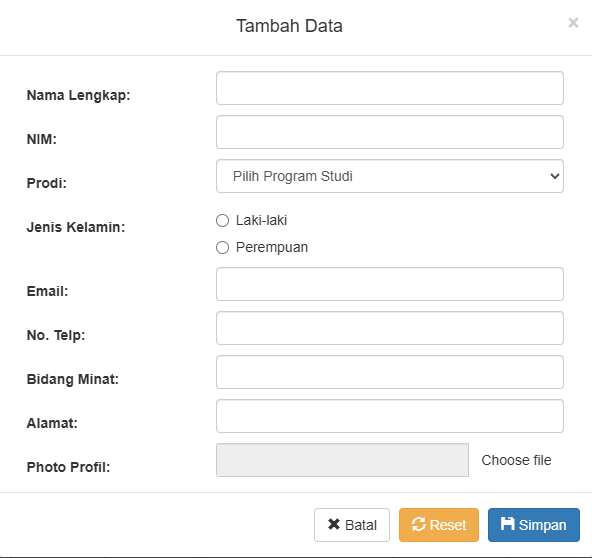 Tambah Data ×
Nama Lengkap:
NIM:
Prodi: Pilih Program Studi
Jenis Kelamin: Laki-laki
Perempuan
Email:
No. Telp:
Bidang Minat:
Alamat:
Photo Profil: Choose file
Batal Reset Simpan